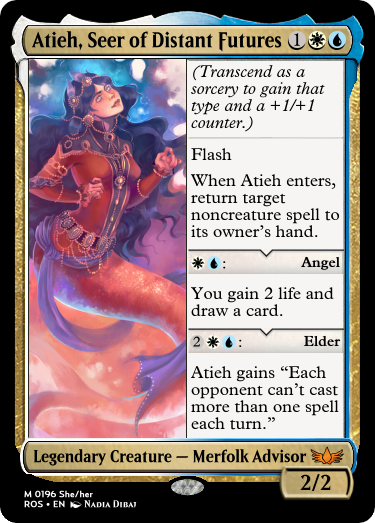 Atieh, Seer of Distant Futures 1
(Transcend as a
sorcery to gain that
type and a +1/+1
counter.)
Flash
When Atieh enters,
return target
noncreature spell to
its owner's hand.
: Angel
You gain 2 life and
draw a card.
2 : Elder
Atieh gains “Each
opponent can't cast
more than one spell
each turn.”
Legendary Creature — Merfolk Advisor
2/2
M 0196 She/her
ROS • EN Nadia Dibaj